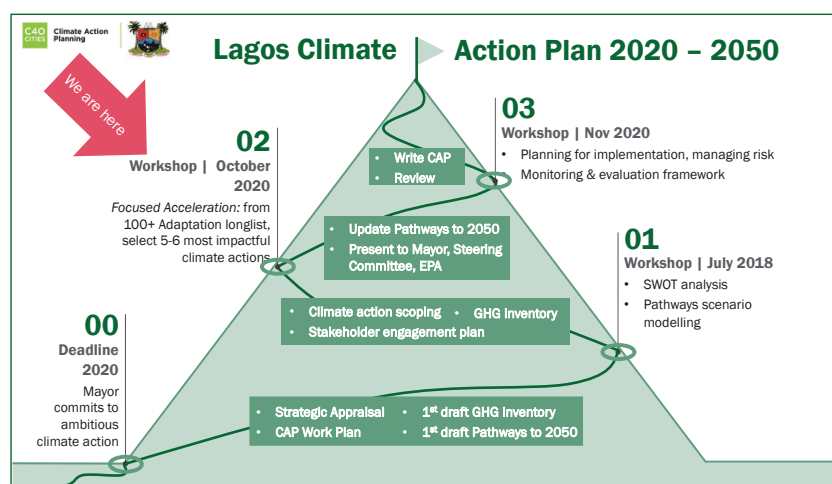 C40
CITIES
Climate Action
Planning
Lagos Climate Action Plan 2020 – 2050
We are here
03
Workshop | Nov 2020
• Planning for implementation, managing risk
• Monitoring & evaluation framework
02
Workshop | October
2020
Focused Acceleration: from
100+ Adaptation longlist,
select 5-6 most impactful
climate actions
• Write CAP
• Review
• Update Pathways to 2050
• Present to Mayor, Steering
Committee, EPA
01
Workshop | July 2018
• SWOT analysis
• Pathways scenario
modelling
• Climate action scoping • GHG Inventory
• Stakeholder engagement plan
00
Deadline
2020
Mayor
commits to
ambitious
climate action
• Strategic Appraisal • 1st draft GHG Inventory
• CAP Work Plan • 1st draft Pathways to 2050